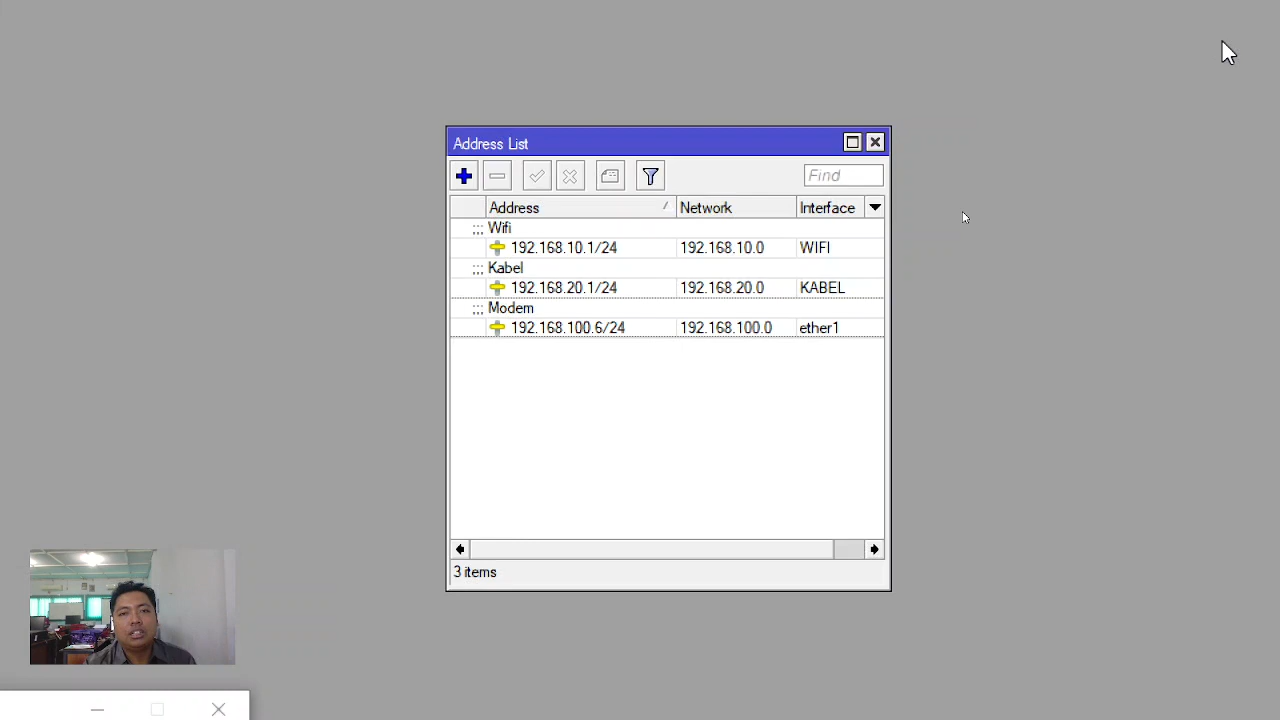 Address List
Find
Address Network Interface
;;; Wifi
192.168.10.1/24 192.168.10.0 WIFI
;;; Kabel
192.168.20.1/24 192.168.20.0 KABEL
;;; Modem
192.168.100.6/24 192.168.100.0 ether1
3 items